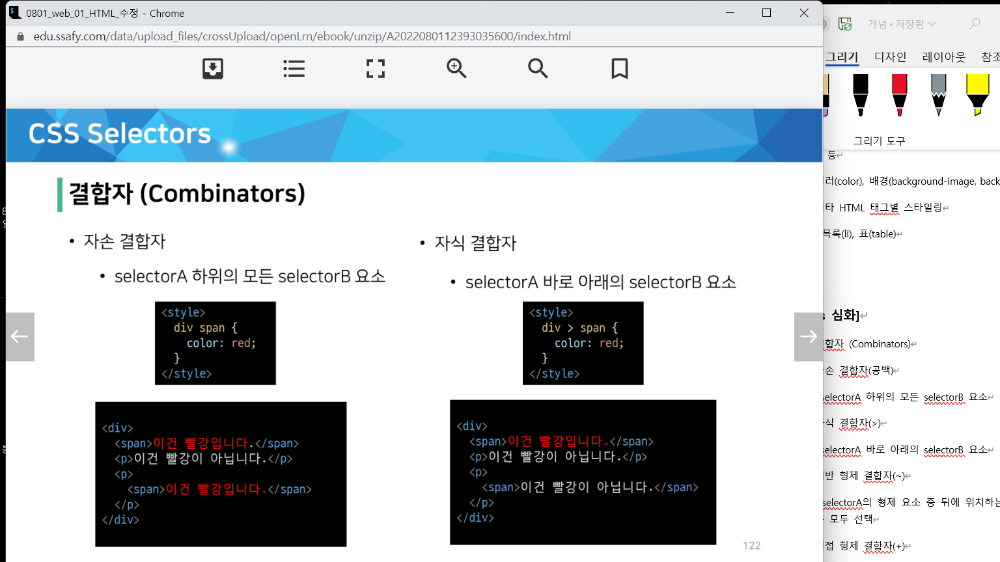 0801_web_01_HTML_수정 - Chrome
edu.ssafy.com/data/upload_files/crossUpload/openLrn/ebook/unzip/A2022080112393035600/index.html
CSS Selectors
결합자 (Combinators)
• 자손 결합자
• selectorA 하위의 모든 selectorB 요소
<style>
div span {
color: red;
}
</style>
<div>
<span>이건 빨강입니다.</span>
<p>이건 빨강이 아닙니다.</p>
<p>
<span>이건 빨강입니다.</span>
</p>
</div>
• 자식 결합자
• selectorA 바로 아래의 selectorB 요소
<style>
div > span {
color: red;
}
</style>
<div>
<span>이건 빨강입니다.</span>
<p>이건 빨강이 아닙니다.</p>
<p>
<span>이건 빨강이 아닙니다.</span>
</p>
</div>
122
개념 • 저장됨
그리기 디자인 레이아웃 참조
그리기 도구
등
러(color), 배경(background-image, back
타 HTML 태그별 스타일링
목록(li), 표(table)
s 심화]
결합자 (Combinators)
손 결합자(공백)
selectorA 하위의 모든 selectorB 요소
식 결합자(>)
selectorA 바로 아래의 selectorB 요소
반 형제 결합자(~)
selectorA의 형제 요소 중 뒤에 위치하는
모두 선택
접 형제 결합자(+)